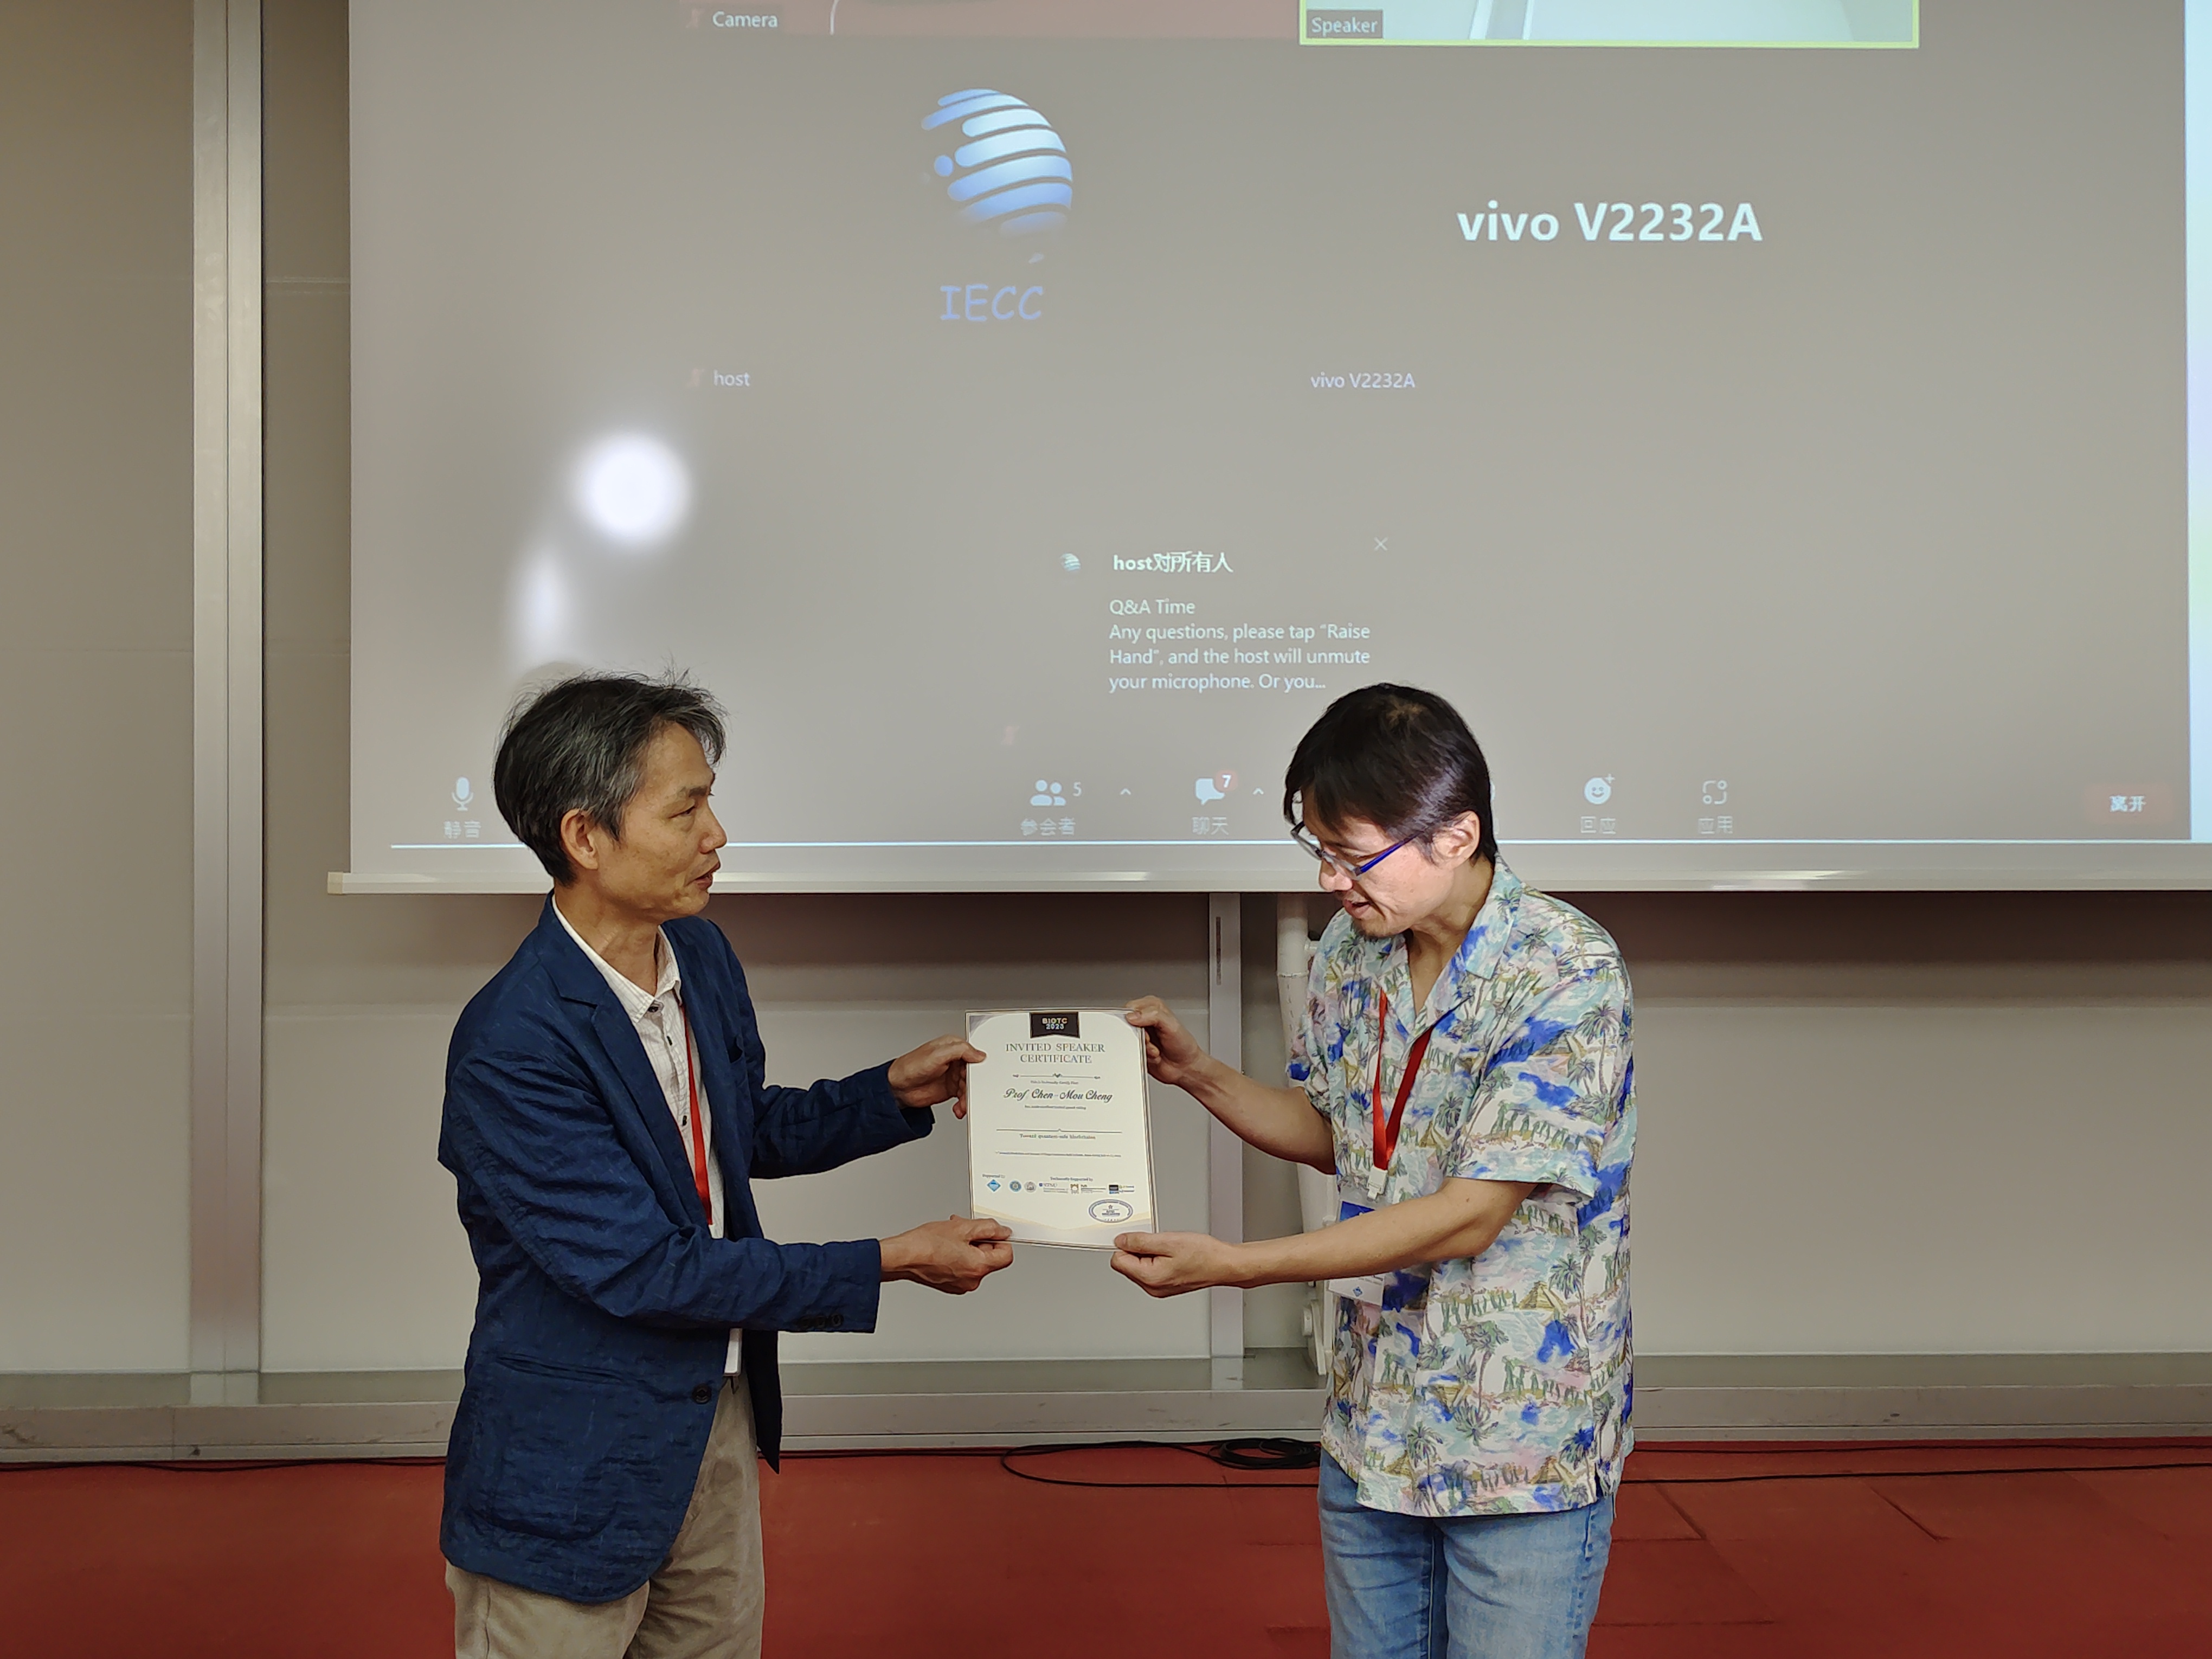 Camera
Speaker
IECC
vivo V2232A
host
vivo V2232A
host对所有人
Q&A Time
Any questions, please tap "Raise
Hand", and the host will unmute
your microphone. Or you...
5
7
静音
参会者
聊天
回应
应用
离开
BIOTC
2025
INVITED SPEAKER
CERTIFICATE
Prof. Chen-Mou Cheng